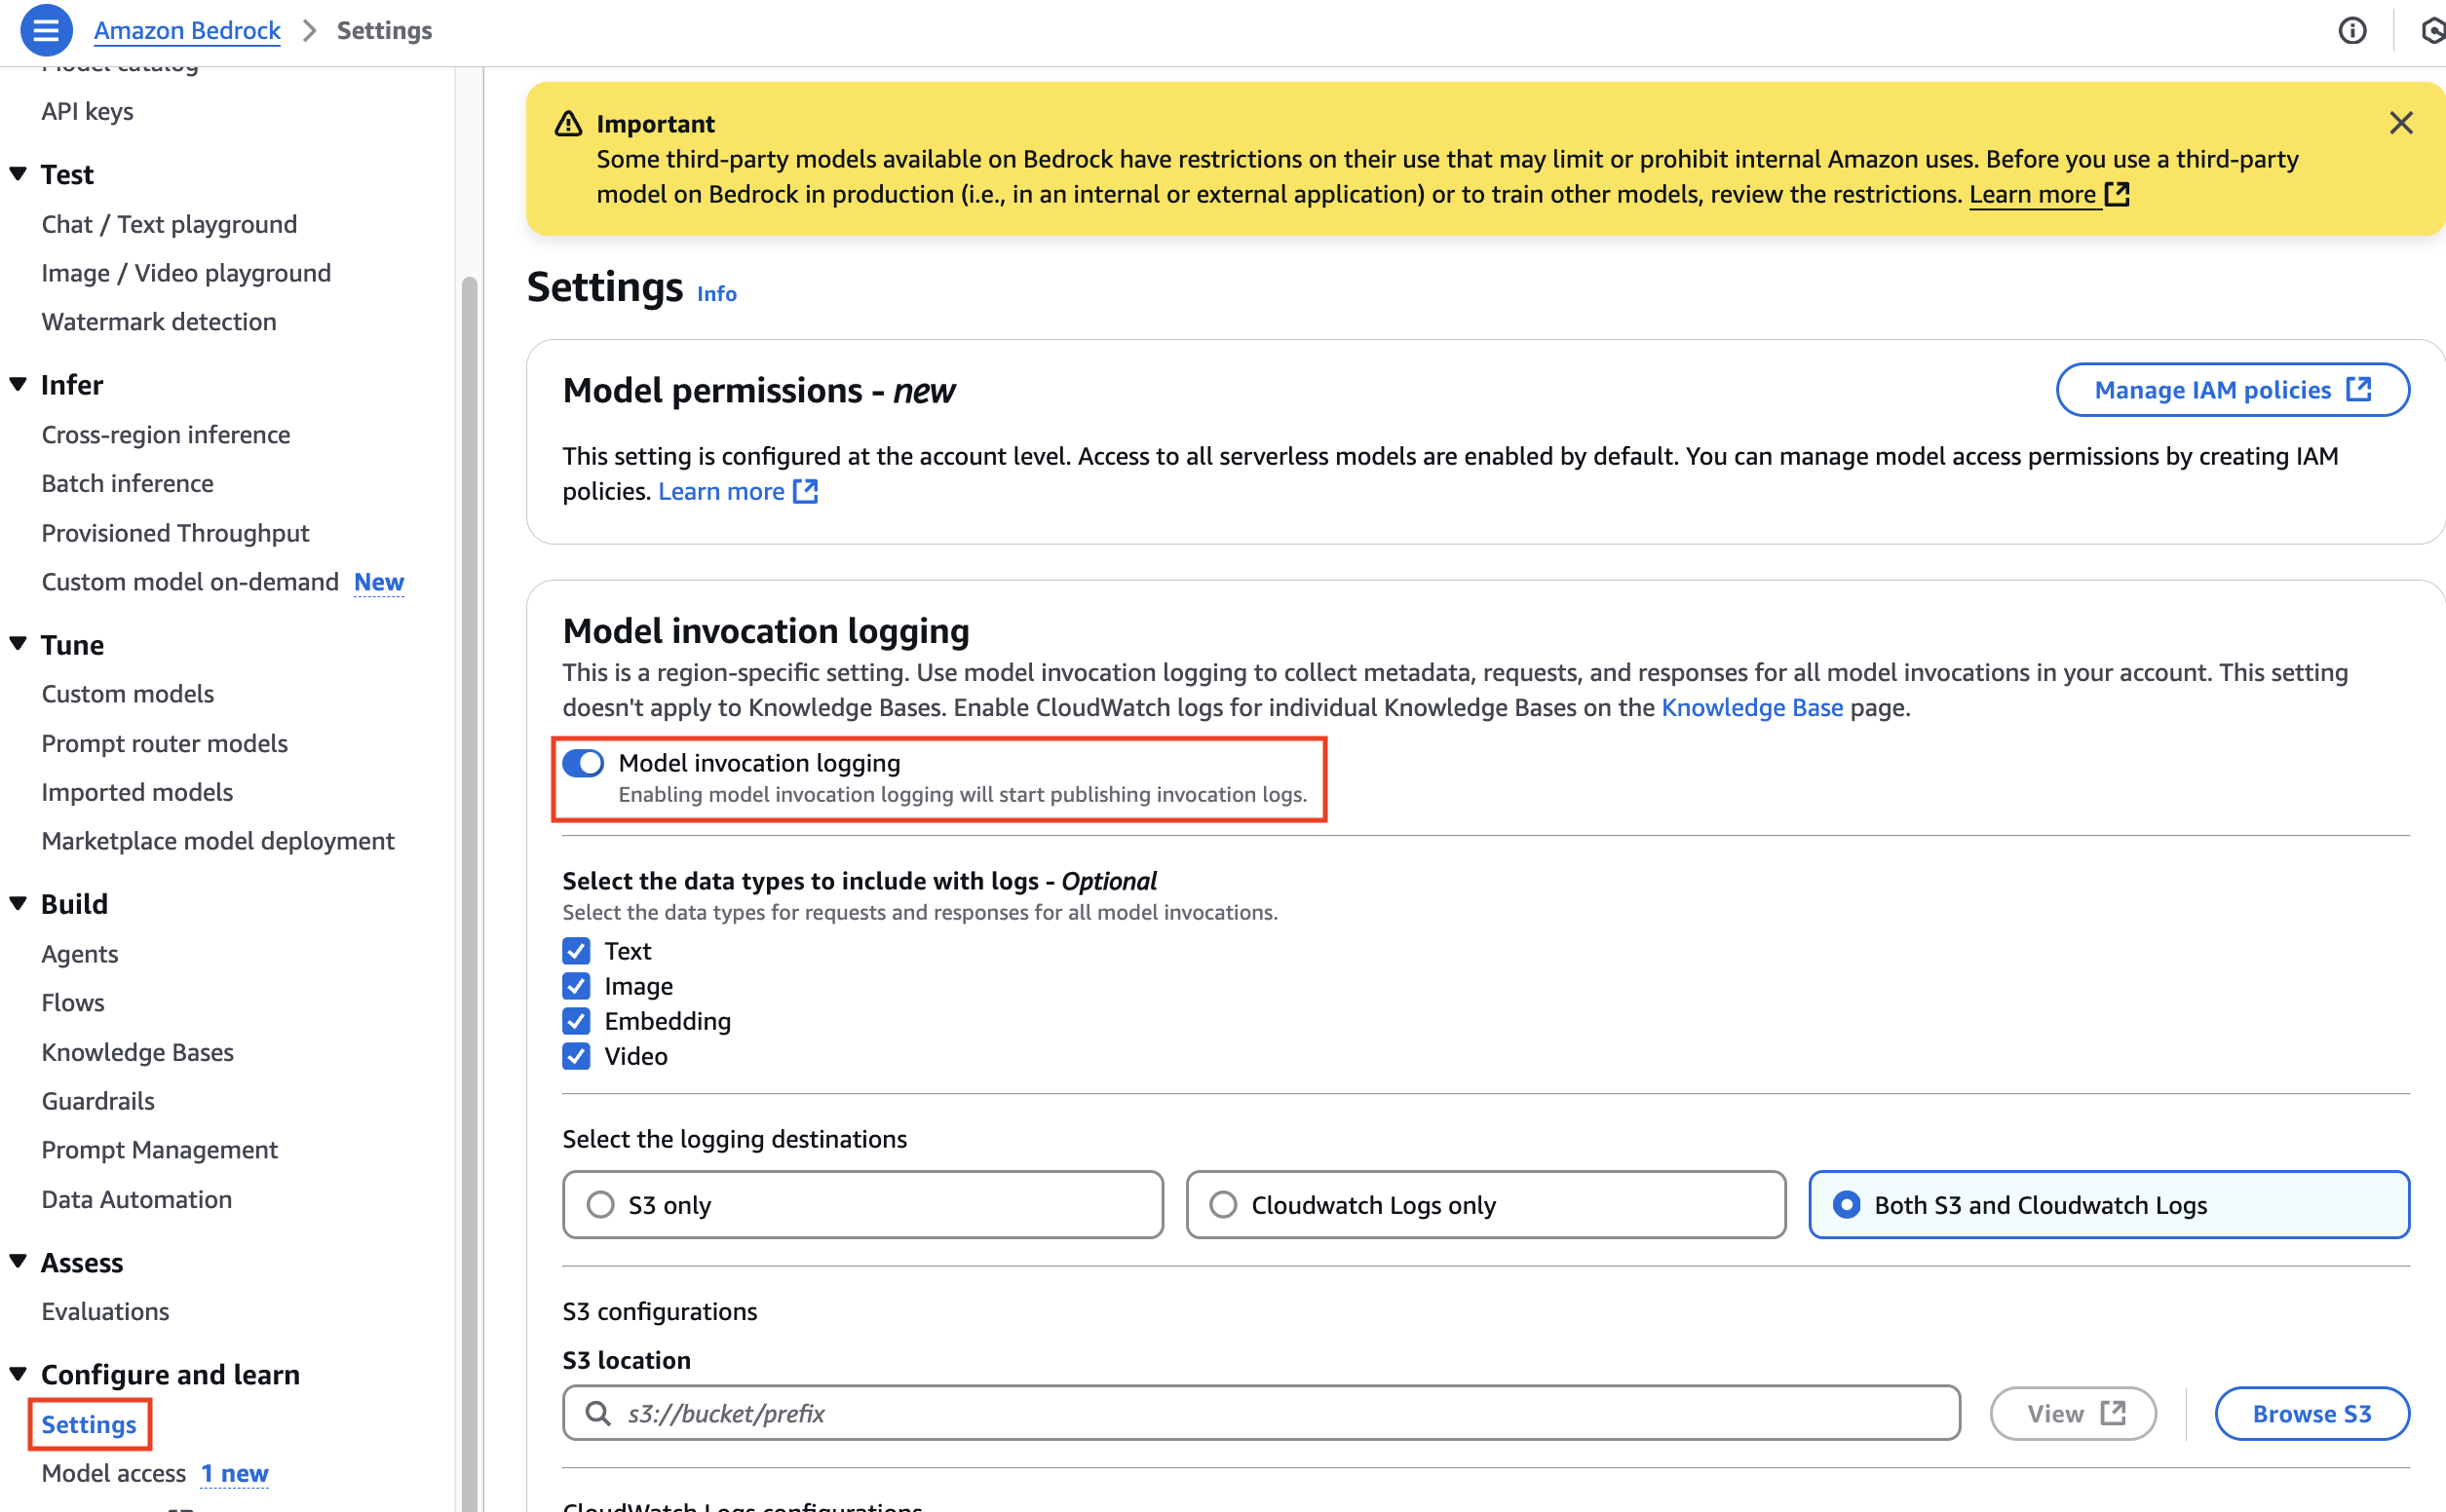 Amazon Bedrock
Settings
Model catalog
API keys
Test
Chat / Text playground
Image / Video playground
Watermark detection
Infer
Cross-region inference
Batch inference
Provisioned Throughput
Custom model on-demand New
Tune
Custom models
Prompt router models
Imported models
Marketplace model deployment
Build
Agents
Flows
Knowledge Bases
Guardrails
Prompt Management
Data Automation
Assess
Evaluations
Configure and learn
Settings
Model access 1 new
Important
Some third-party models available on Bedrock have restrictions on their use that may limit or prohibit internal Amazon uses. Before you use a third-party
model on Bedrock in production (i.e., in an internal or external application) or to train other models, review the restrictions. Learn more
Settings Info
Model permissions - new
Manage IAM policies
This setting is configured at the account level. Access to all serverless models are enabled by default. You can manage model access permissions by creating IAM
policies. Learn more
Model invocation logging
This is a region-specific setting. Use model invocation logging to collect metadata, requests, and responses for all model invocations in your account. This setting
doesn't apply to Knowledge Bases. Enable CloudWatch logs for individual Knowledge Bases on the Knowledge Base page.
Model invocation logging
Enabling model invocation logging will start publishing invocation logs.
Select the data types to include with logs - Optional
Select the data types for requests and responses for all model invocations.
Text
Image
Embedding
Video
Select the logging destinations
S3 only
Cloudwatch Logs only
Both S3 and Cloudwatch Logs
S3 configurations
S3 location
s3://bucket/prefix
View
Browse S3
CloudWatch Logs configurations